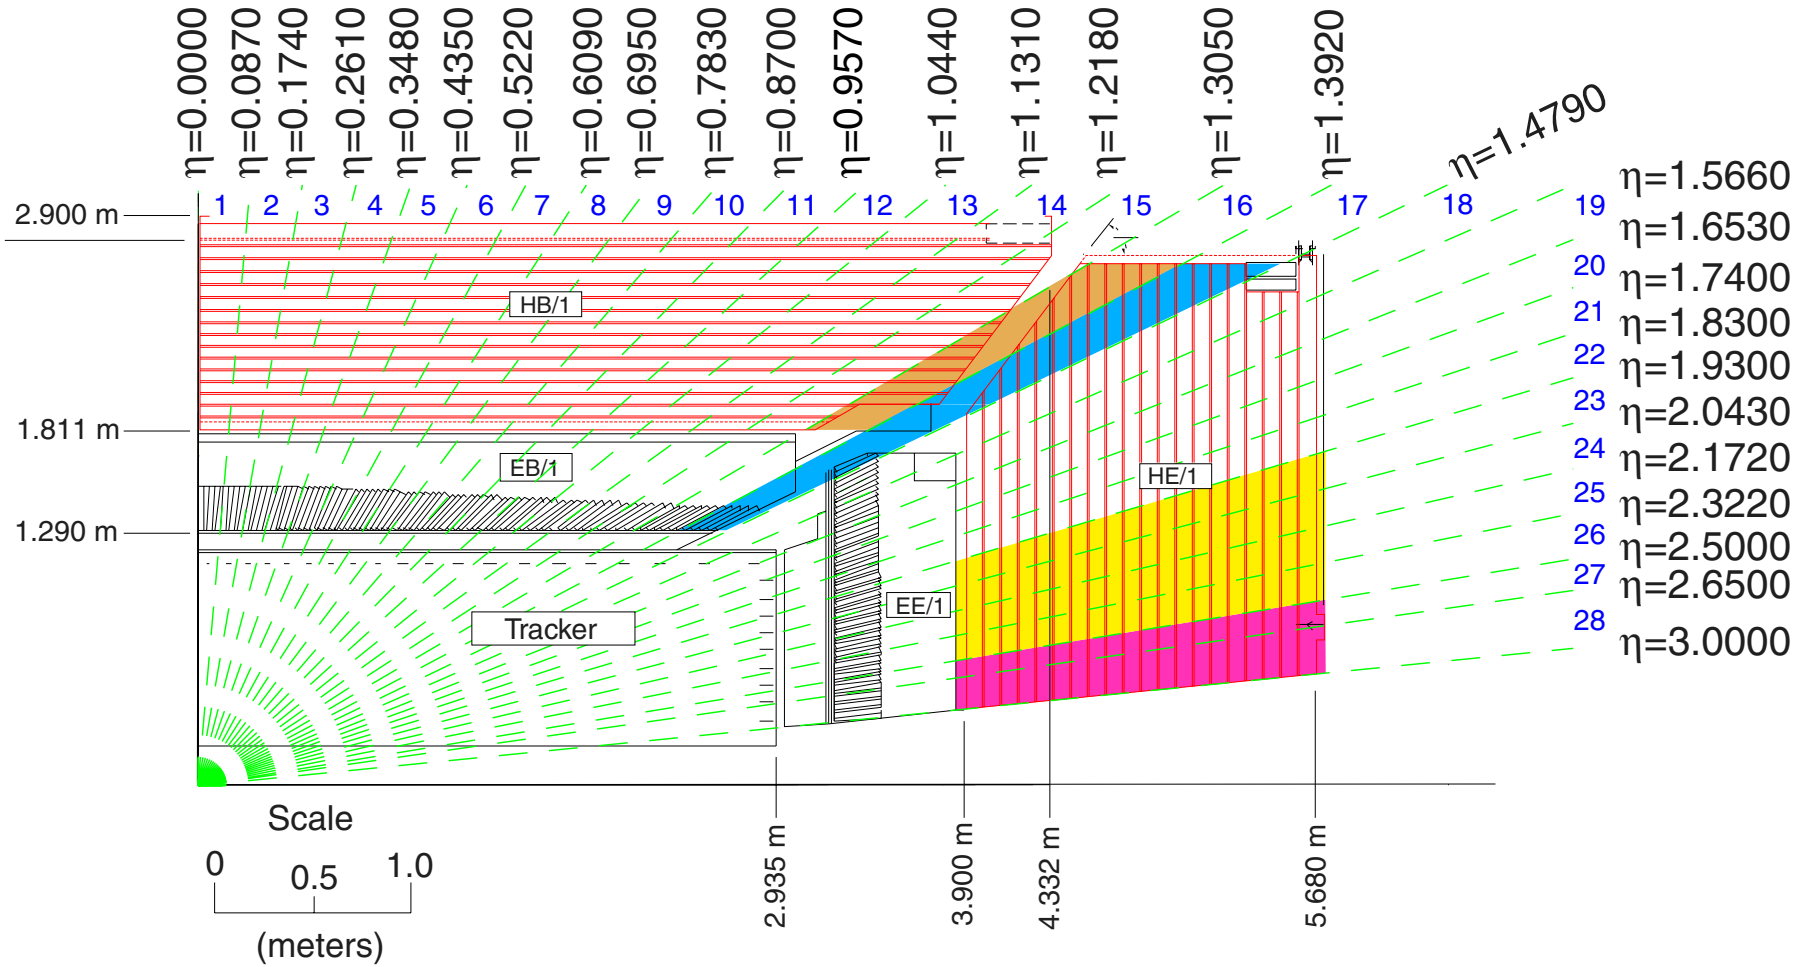 η=0.0000
η=0.0870
η=0.1740
η=0.2610
η=0.3480
η=0.4350
η=0.5220
η=0.6090
η=0.6950
η=0.7830
η=0.8700
η=0.9570
η=1.0440
η=1.1310
η=1.2180
η=1.3050
η=1.3920
η=1.4790
η=1.5660
η=1.6530
η=1.7400
η=1.8300
η=1.9300
η=2.0430
η=2.1720
η=2.3220
η=2.5000
η=2.6500
η=3.0000
1 2 3 4 5 6 7 8 9 10 11 12 13 14 15 16 17 18 19
20
21
22
23
24
25
26
27
28
2.900 m
1.811 m
1.290 m
HB/1
EB/1
HE/1
EE/1
Tracker
Scale
0 0.5 1.0
(meters)
2.935 m
3.900 m
4.332 m
5.680 m